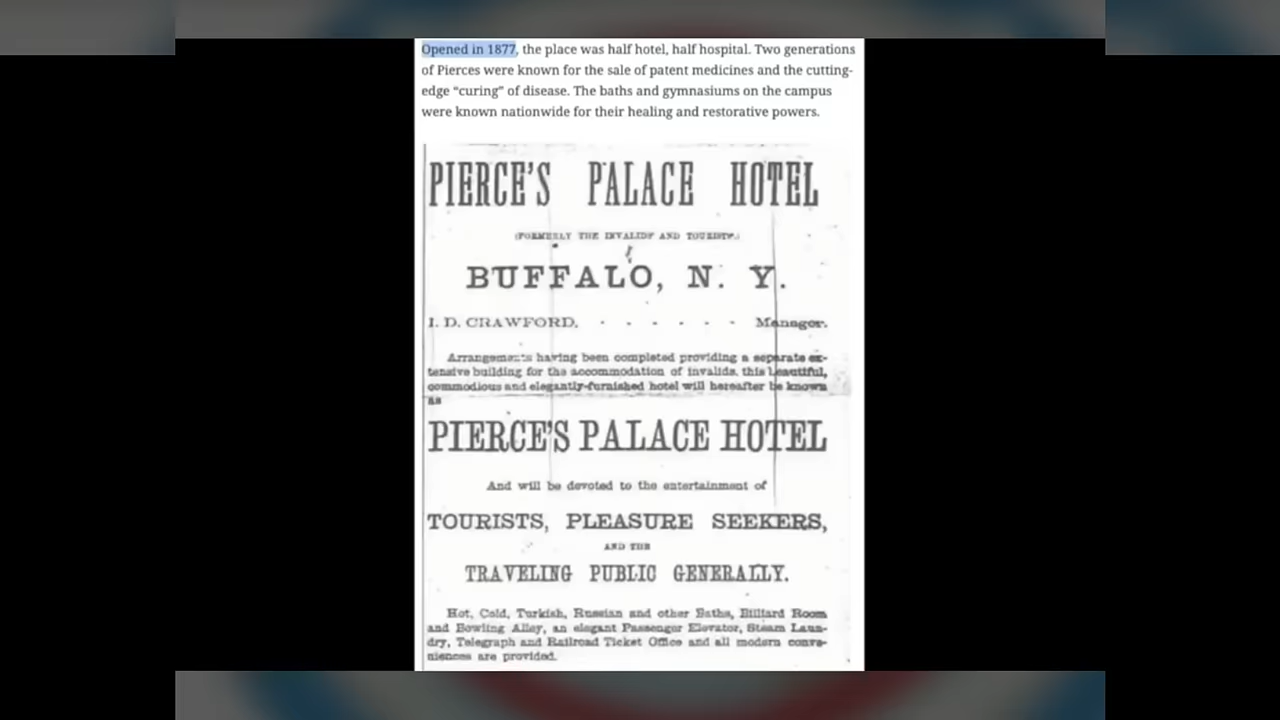 Opened in 1877, the place was half hotel, half hospital. Two generations
of Pierces were known for the sale of patent medicines and the cutting-
edge “curing” of disease. The baths and gymnasiums on the campus
were known nationwide for their healing and restorative powers.
PIERCE'S PALACE HOTEL
(FORMERLY THE INVALIDS' AND TOURISTS'.)
BUFFALO, N. Y.
I. D. CRAWFORD, - - - - - - Manager.
Arrangements having been completed providing a separate ex-
tensive building for the accommodation of invalids, this beautiful,
commodious and elegantly-furnished hotel will hereafter be known
as
PIERCE'S PALACE HOTEL
And will be devoted to the entertainment of
TOURISTS, PLEASURE SEEKERS,
AND THE
TRAVELING PUBLIC GENERALLY.
Hot, Cold, Turkish, Russian and other Baths, Billiard Room
and Bowling Alley, an elegant Passenger Elevator, Steam Laun-
dry, Telegraph and Railroad Ticket Office and all modern conve-
niences are provided.